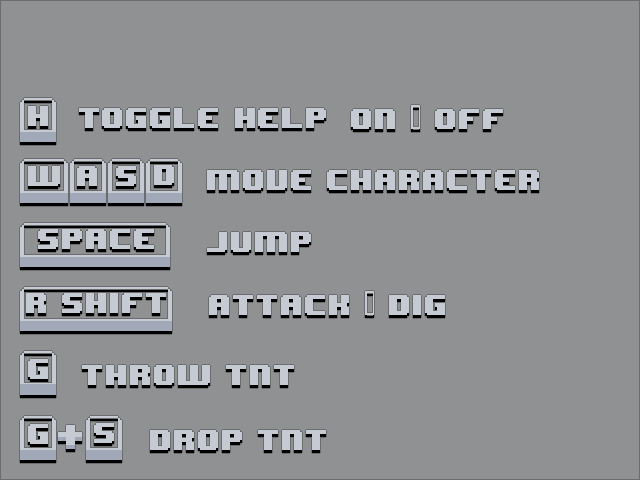 H TOGGLE HELP ON ▯ OFF
W A S D MOVE CHARACTER
SPACE JUMP
R SHIFT ATTACK ▯ DIG
G THROW TNT
G+S DROP TNT